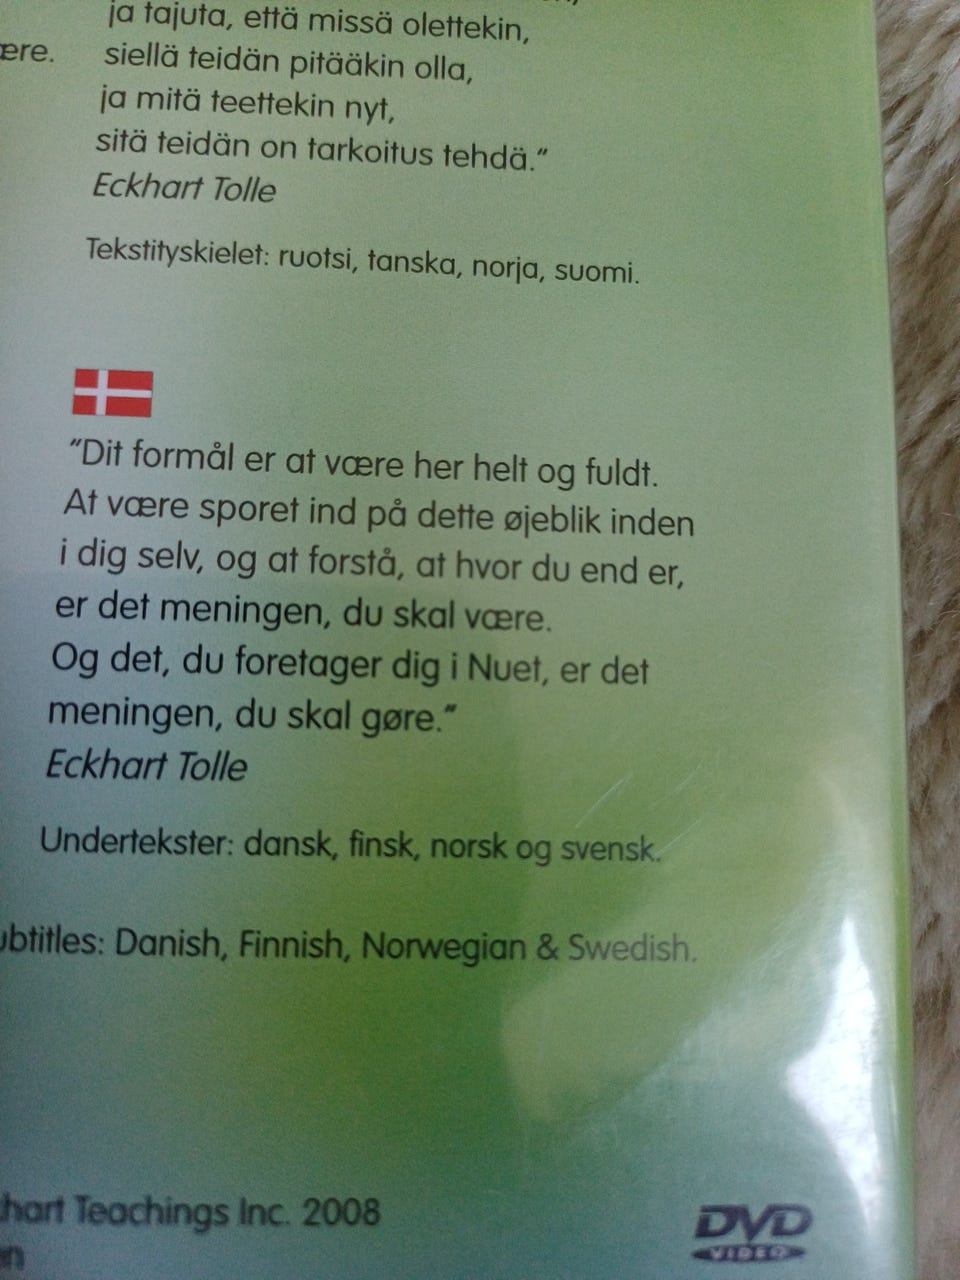 ja tajuta, että missä olettekin,
ære.
siellä teidän pitääkin olla,
ja mitä teettekin nyt,
sitä teidän on tarkoitus tehdä.”
Eckhart Tolle
Tekstityskielet: ruotsi, tanska, norja, suomi.
”Dit formål er at være her helt og fuldt.
At være sporet ind på dette øjeblik inden
i dig selv, og at forstå, at hvor du end er,
er det meningen, du skal være.
Og det, du foretager dig i Nuet, er det
meningen, du skal gøre.”
Eckhart Tolle
Undertekster: dansk, finsk, norsk og svensk.
ubtitles: Danish, Finnish, Norwegian & Swedish.
hart Teachings Inc. 2008
en
DVD
VIDEO